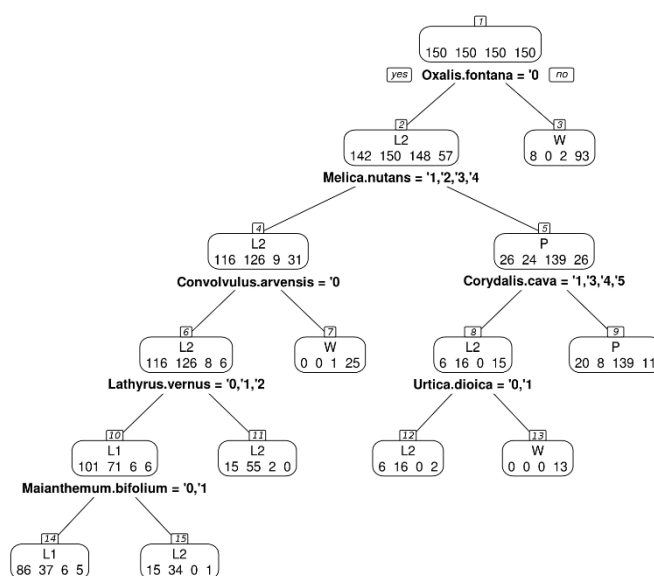 1
150 150 150 150
yes Oxalis.fontana = '0 no
2 3
L2 W
142 150 148 57 8 0 2 93
Melica.nutans = '1,'2,'3,'4
4 5
L2 P
116 126 9 31 26 24 139 26
Convolvulus.arvensis = '0 Corydalis.cava = '1,'3,'4,'5
6 7 8 9
L2 W L2 P
116 126 8 6 0 0 1 25 6 16 0 15 20 8 139 11
Lathyrus.vernus = '0,'1,'2 Urtica.dioica = '0,'1
10 11 12 13
L1 L2 L2 W
101 71 6 6 15 55 2 0 6 16 0 2 0 0 0 13
Maianthemum.bifolium = '0,'1
14 15
L1 L2
86 37 6 5 15 34 0 1